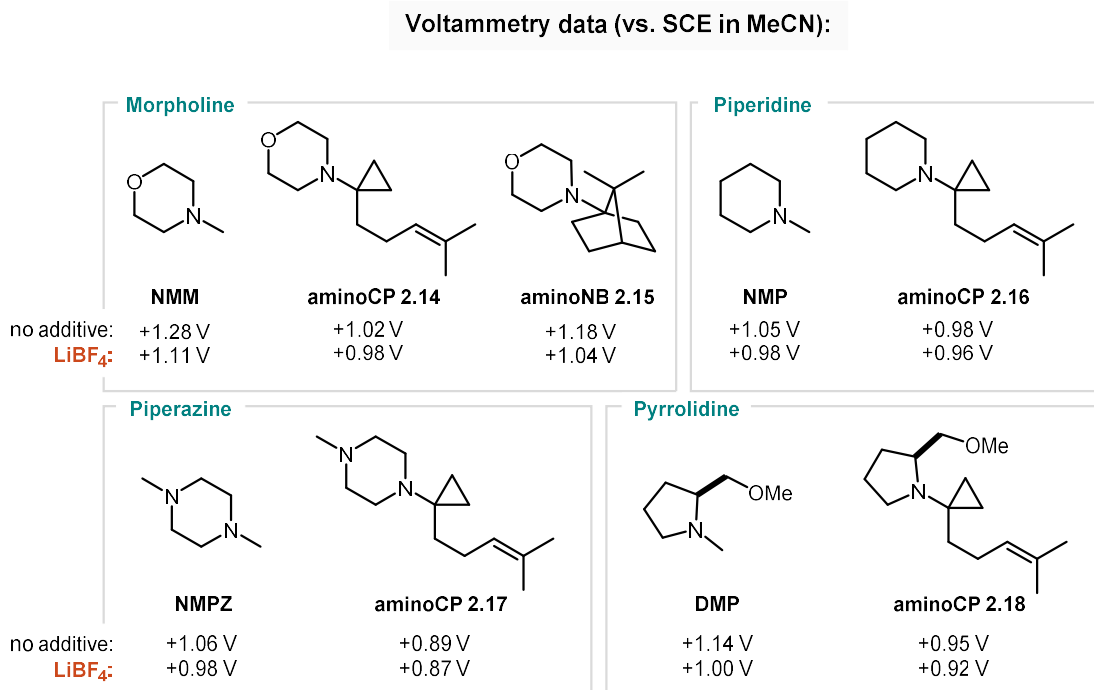 Voltammetry data (vs. SCE in MeCN):
Morpholine
Piperidine
O
N
O
N
O
N
N
N
NMM
aminoCP 2.14
aminoNB 2.15
NMP
aminoCP 2.16
no additive:
+1.28 V
+1.02 V
+1.18 V
+1.05 V
+0.98 V
LiBF4:
+1.11 V
+0.98 V
+1.04 V
+0.98 V
+0.96 V
Piperazine
Pyrrolidine
N
N
N
N
N
OMe
N
OMe
NMPZ
aminoCP 2.17
DMP
aminoCP 2.18
no additive:
+1.06 V
+0.89 V
+1.14 V
+0.95 V
LiBF4:
+0.98 V
+0.87 V
+1.00 V
+0.92 V